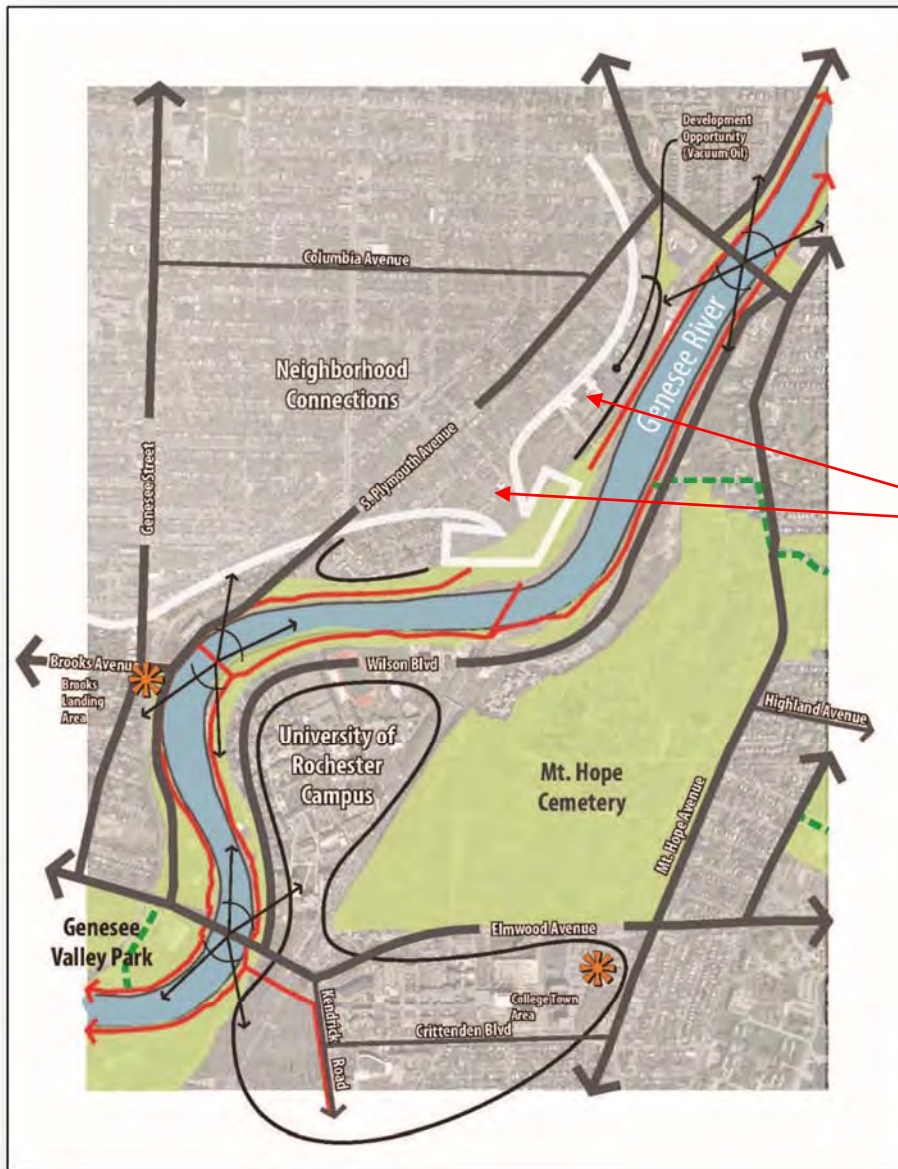 Development
Opportunity
(Vacuum Oil)
Columbia Avenue
Genesee River
Neighborhood
Connections
S. Plymouth Avenue
Genesee Street
Brooks Avenu
Brooks
Landing
Area
Wilson Blvd
Highland Avenue
University of
Rochester
Campus
Mt. Hope
Cemetery
Mt. Hope Avenue
Genesee
Valley Park
Elmwood Avenue
College Town
Area
Kendrick
Road
Crittenden Blvd